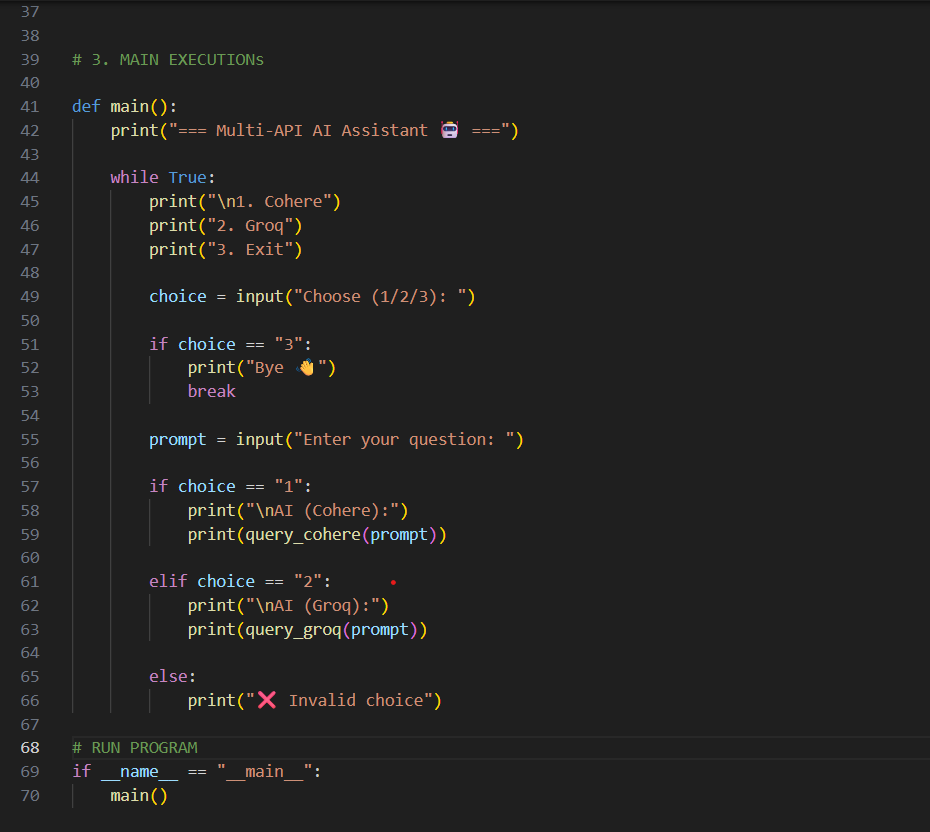 37
38
39 # 3. MAIN EXECUTIONs
40
41 def main():
42     print("=== Multi-API AI Assistant 🤖 ===")
43
44     while True:
45         print("\n1. Cohere")
46         print("2. Groq")
47         print("3. Exit")
48
49         choice = input("Choose (1/2/3): ")
50
51         if choice == "3":
52             print("Bye 👋")
53             break
54
55         prompt = input("Enter your question: ")
56
57         if choice == "1":
58             print("\nAI (Cohere):")
59             print(query_cohere(prompt))
60
61         elif choice == "2":
62             print("\nAI (Groq):")
63             print(query_groq(prompt))
64
65         else:
66             print("❌ Invalid choice")
67
68 # RUN PROGRAM
69 if __name__ == "__main__":
70     main()